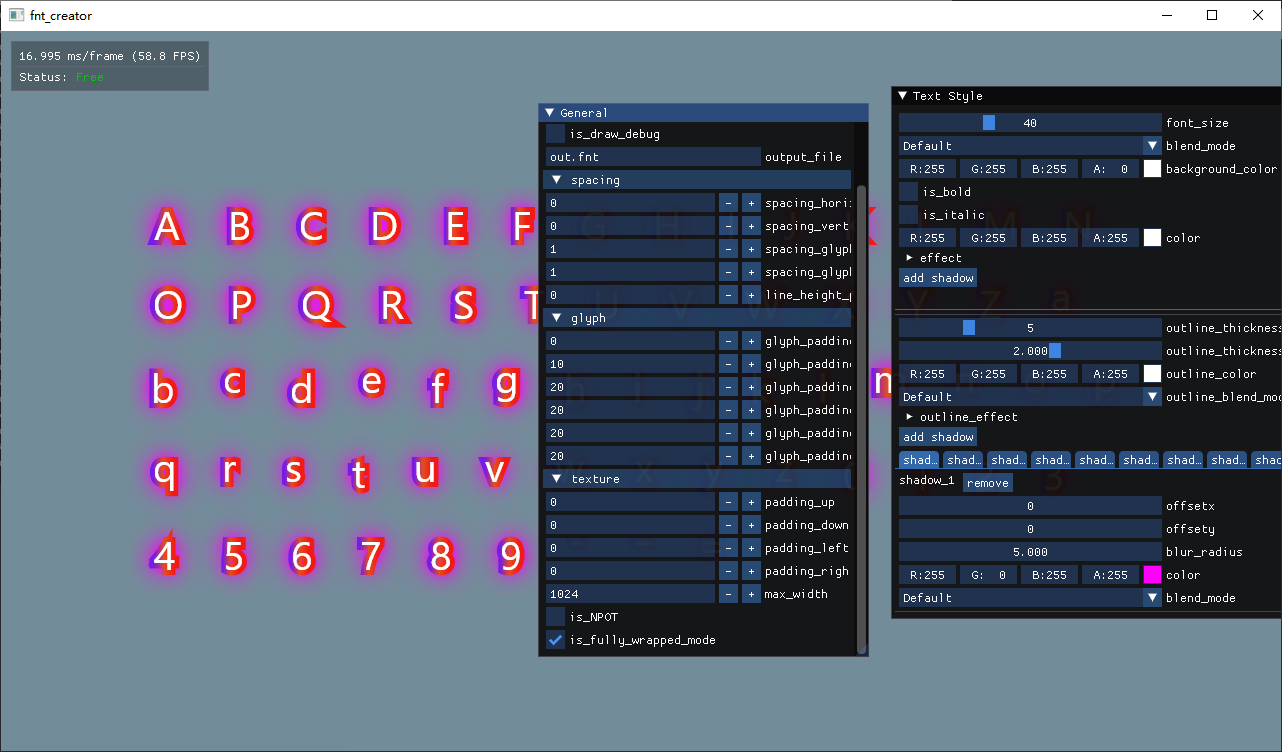 fnt_creator
16.995 ms/frame (58.8 FPS)
Status: Free
A B C D E F G H I J K M N
O P Q R S T U V Y Z a
b c d e f g h i j m n o p
q r s t u v x y z 3
4 5 6 7 8 9
General
is_draw_debug
out.fnt output_file
spacing
0 - + spacing_hori
0 - + spacing_vert
1 - + spacing_glyp
1 - + spacing_glyp
0 - + line_height_
glyph
0 - + glyph_paddin
10 - + glyph_paddin
20 - + glyph_paddin
20 - + glyph_paddin
20 - + glyph_paddin
20 - + glyph_paddin
texture
0 - + padding_up
0 - + padding_down
0 - + padding_left
0 - + padding_righ
1024 - + max_width
is_NPOT
is_fully_wrapped_mode
Text Style
40 font_size
Default blend_mode
R:255 G:255 B:255 A: 0 background_color
is_bold
is_italic
R:255 G:255 B:255 A:255 color
effect
add shadow
5 outline_thickness
2.000 outline_thickness
R:255 G:255 B:255 A:255 outline_color
Default outline_blend_mod
outline_effect
add shadow
shad... shad... shad... shad... shad... shad... shad... shad... shad
shadow_1 remove
0 offsetx
0 offsety
5.000 blur_radius
R:255 G: 0 B:255 A:255 color
Default blend_mode